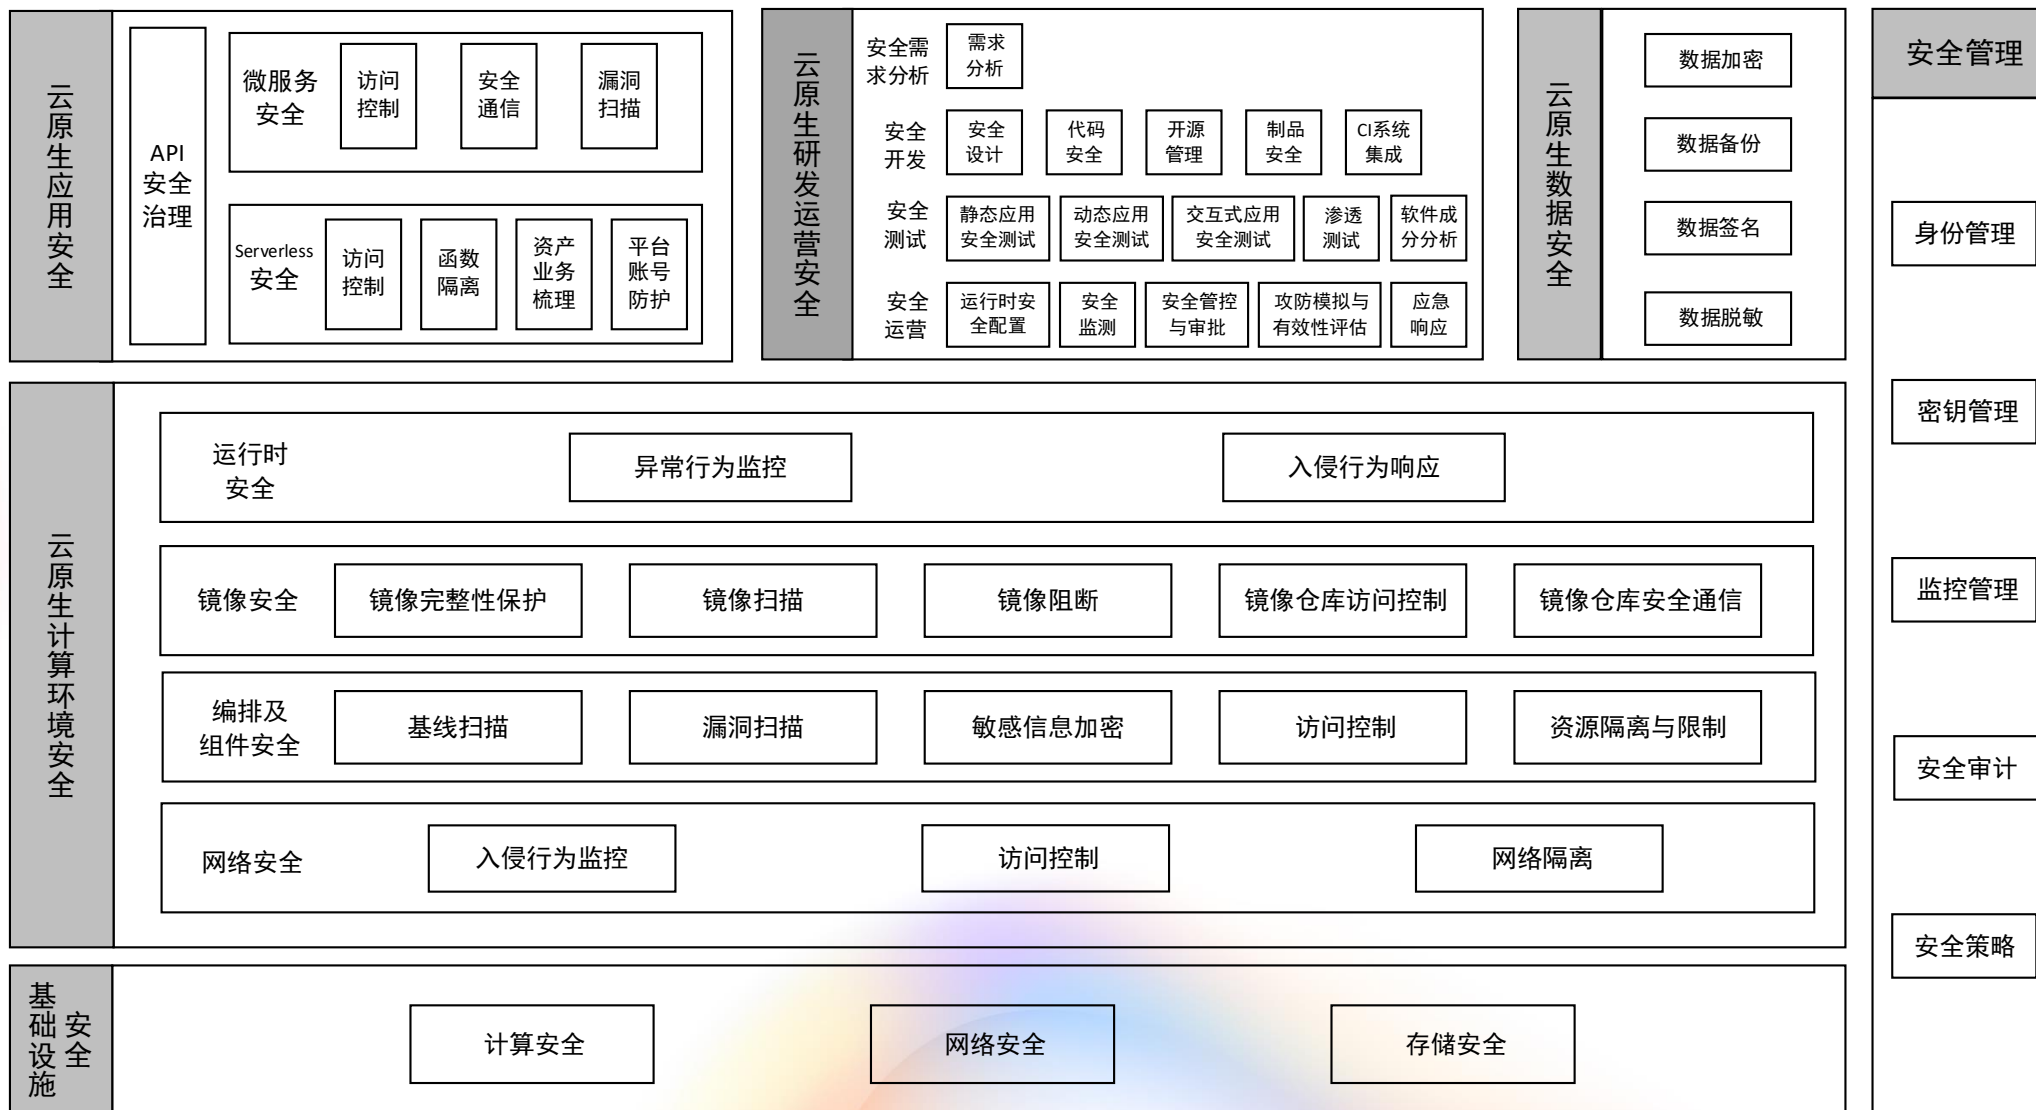 云原生应用安全
API
安全
治理
微服务
安全
访问
控制
安全
通信
漏洞
扫描
Serverless
安全
访问
控制
函数
隔离
资产
业务
梳理
平台
账号
防护
云原生研发运营安全
安全需
求分析
需求
分析
安全
开发
安全
设计
代码
安全
开源
管理
制品
安全
CI系统
集成
安全
测试
静态应用
安全测试
动态应用
安全测试
交互式应用
安全测试
渗透
测试
软件成
分分析
安全
运营
运行时安
全配置
安全
监测
安全管控
与审批
攻防模拟与
有效性评估
应急
响应
云原生数据安全
数据加密
数据备份
数据签名
数据脱敏
安全管理
身份管理
密钥管理
监控管理
安全审计
安全策略
云原生计算环境安全
运行时
安全
异常行为监控
入侵行为响应
镜像安全
镜像完整性保护
镜像扫描
镜像阻断
镜像仓库访问控制
镜像仓库安全通信
编排及
组件安全
基线扫描
漏洞扫描
敏感信息加密
访问控制
资源隔离与限制
网络安全
入侵行为监控
访问控制
网络隔离
基础设施
安全
计算安全
网络安全
存储安全